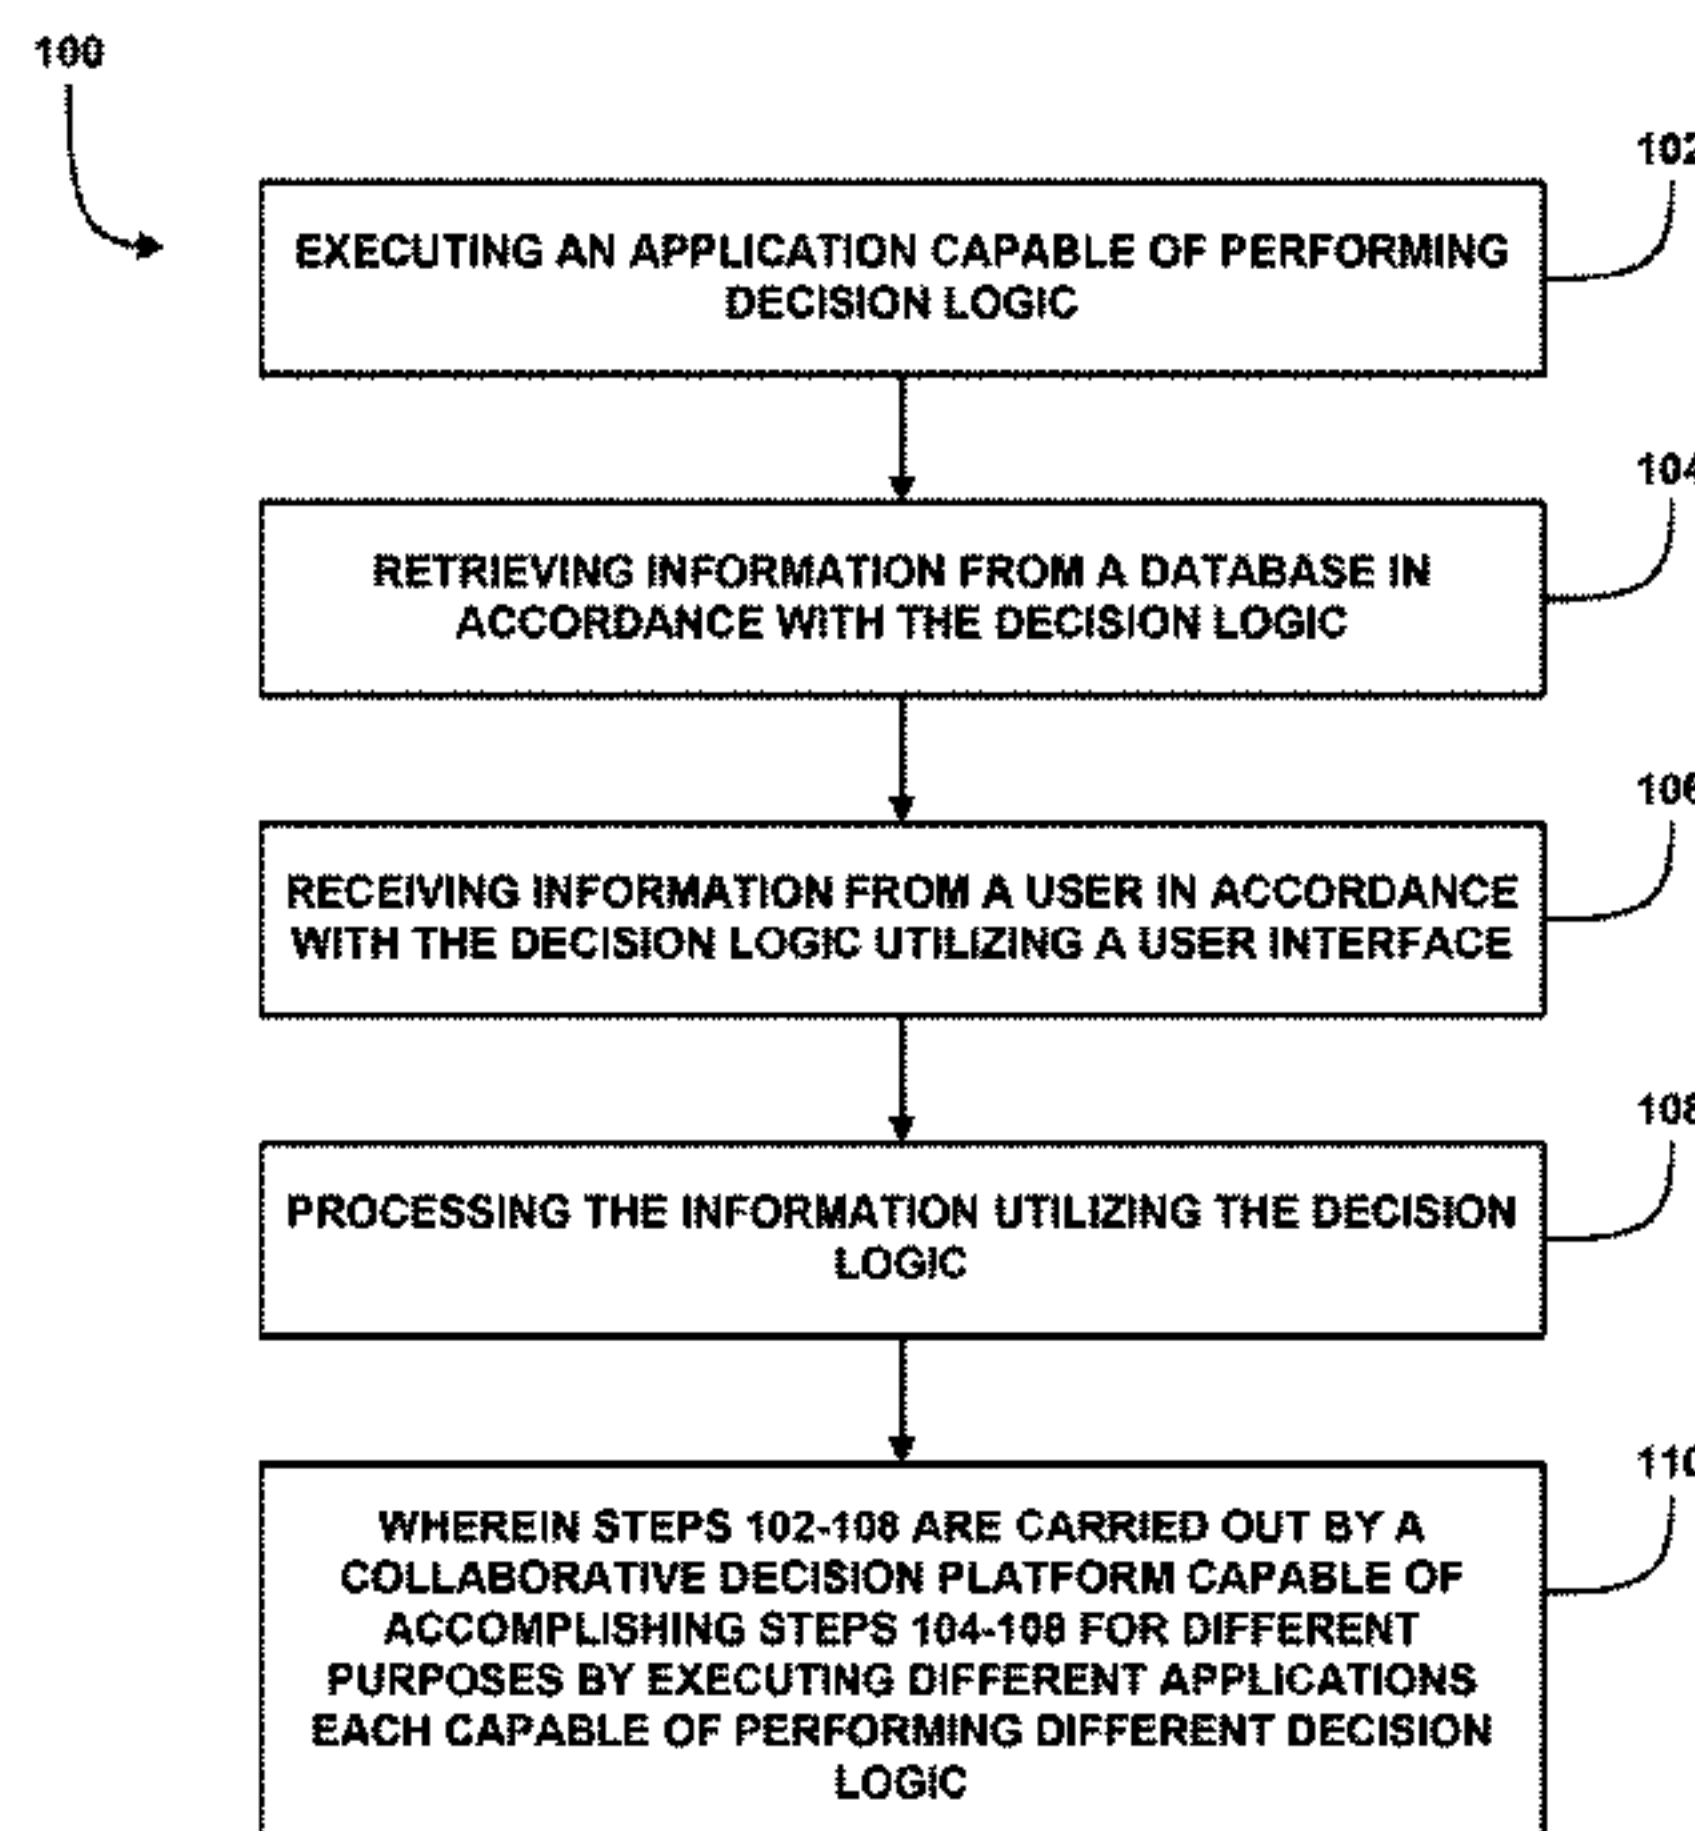 100
102
EXECUTING AN APPLICATION CAPABLE OF PERFORMING
DECISION LOGIC
104
RETRIEVING INFORMATION FROM A DATABASE IN
ACCORDANCE WITH THE DECISION LOGIC
106
RECEIVING INFORMATION FROM A USER IN ACCORDANCE
WITH THE DECISION LOGIC UTILIZING A USER INTERFACE
108
PROCESSING THE INFORMATION UTILIZING THE DECISION
LOGIC
110
WHEREIN STEPS 102-108 ARE CARRIED OUT BY A
COLLABORATIVE DECISION PLATFORM CAPABLE OF
ACCOMPLISHING STEPS 104-108 FOR DIFFERENT
PURPOSES BY EXECUTING DIFFERENT APPLICATIONS
EACH CAPABLE OF PERFORMING DIFFERENT DECISION
LOGIC